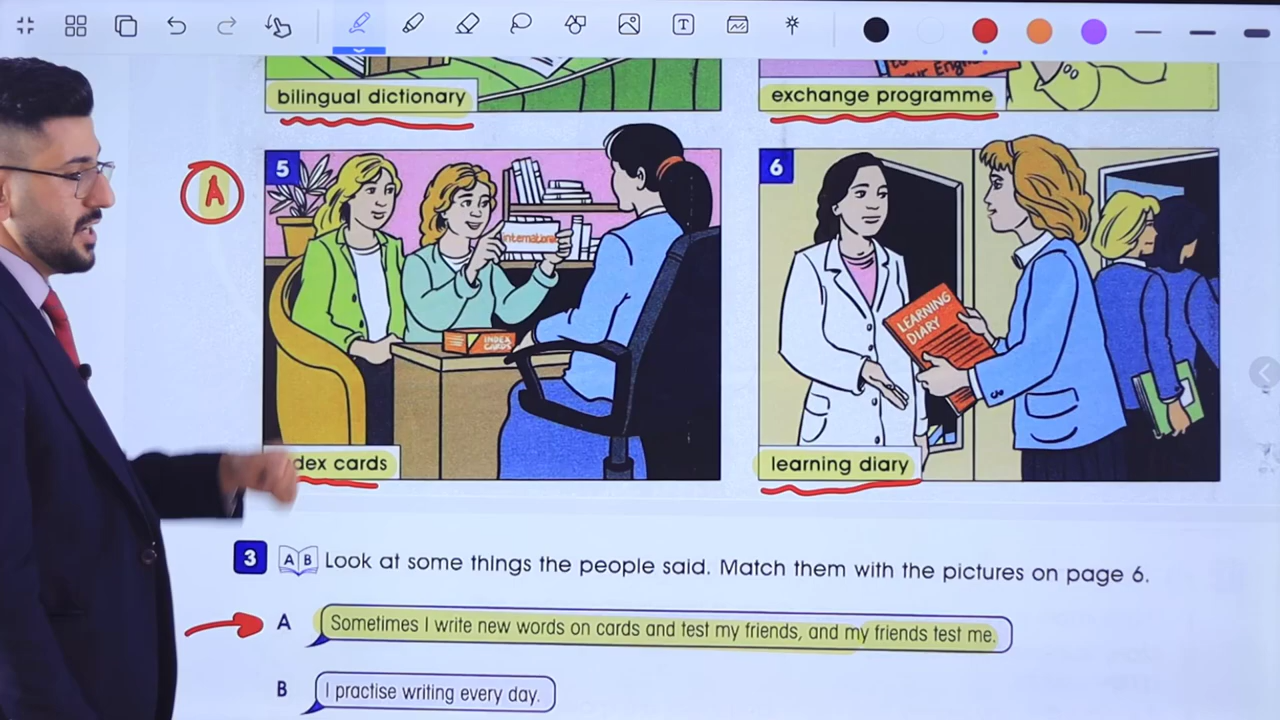 T
bilingual dictionary
exchange programme
A
5
international
INDEX
CARDS
dex cards
6
LEARNING
DIARY
learning diary
3 A B Look at some things the people said. Match them with the pictures on page 6.
A Sometimes I write new words on cards and test my friends, and my friends test me.
B I practise writing every day.